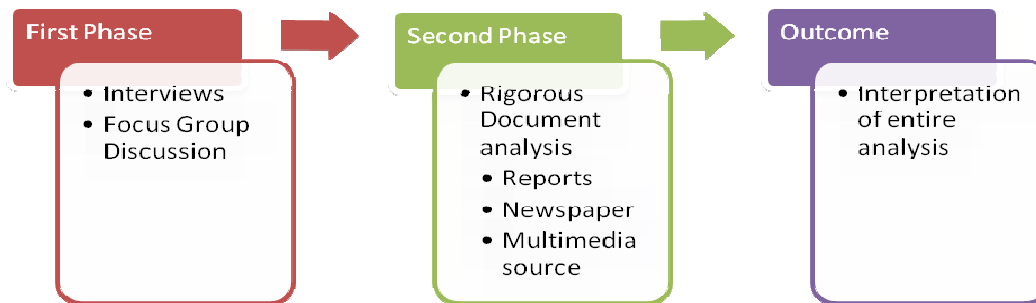 First Phase
• Interviews
• Focus Group
Discussion
Second Phase
• Rigorous
Document
analysis
• Reports
• Newspaper
• Multimedia
source
Outcome
• Interpretation
of entire
analysis